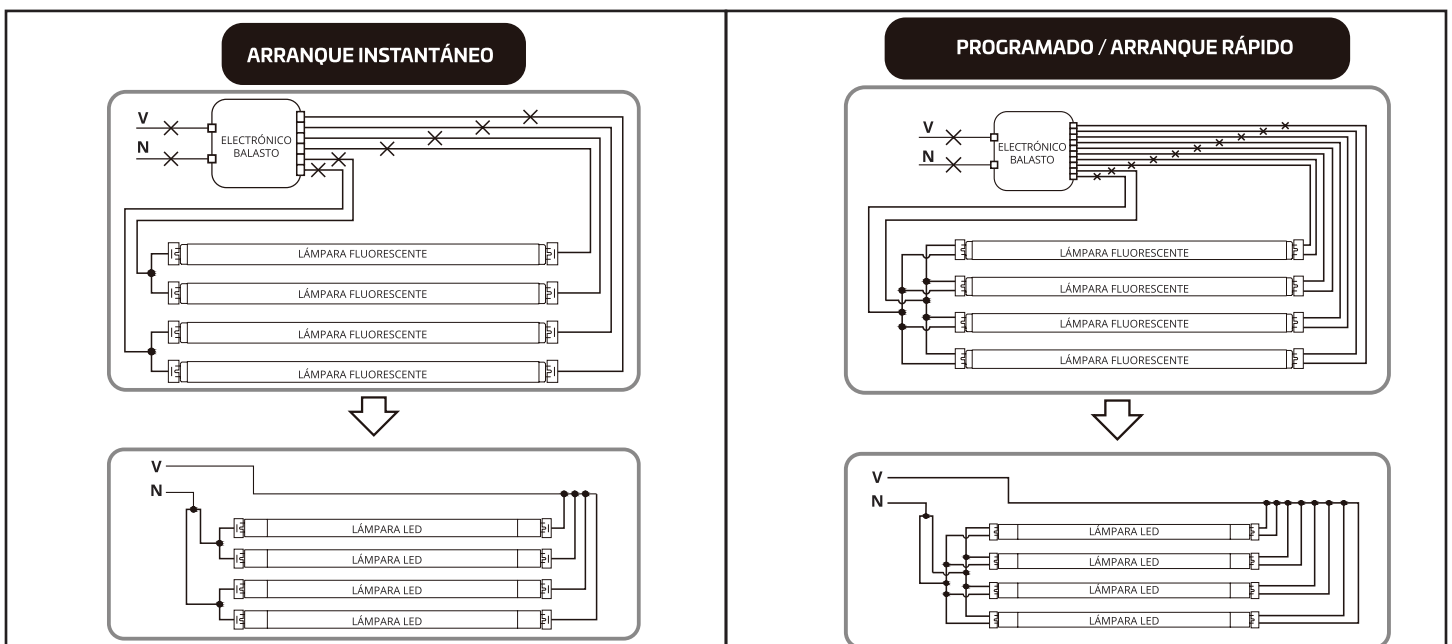 ARRANQUE INSTANTÁNEO
V
N
ELECTRÓNICO
BALASTO
LÁMPARA FLUORESCENTE
LÁMPARA FLUORESCENTE
LÁMPARA FLUORESCENTE
LÁMPARA FLUORESCENTE
V
N
LÁMPARA LED
LÁMPARA LED
LÁMPARA LED
LÁMPARA LED
PROGRAMADO / ARRANQUE RÁPIDO
V
N
ELECTRÓNICO
BALASTO
LÁMPARA FLUORESCENTE
LÁMPARA FLUORESCENTE
LÁMPARA FLUORESCENTE
LÁMPARA FLUORESCENTE
V
N
LÁMPARA LED
LÁMPARA LED
LÁMPARA LED
LÁMPARA LED